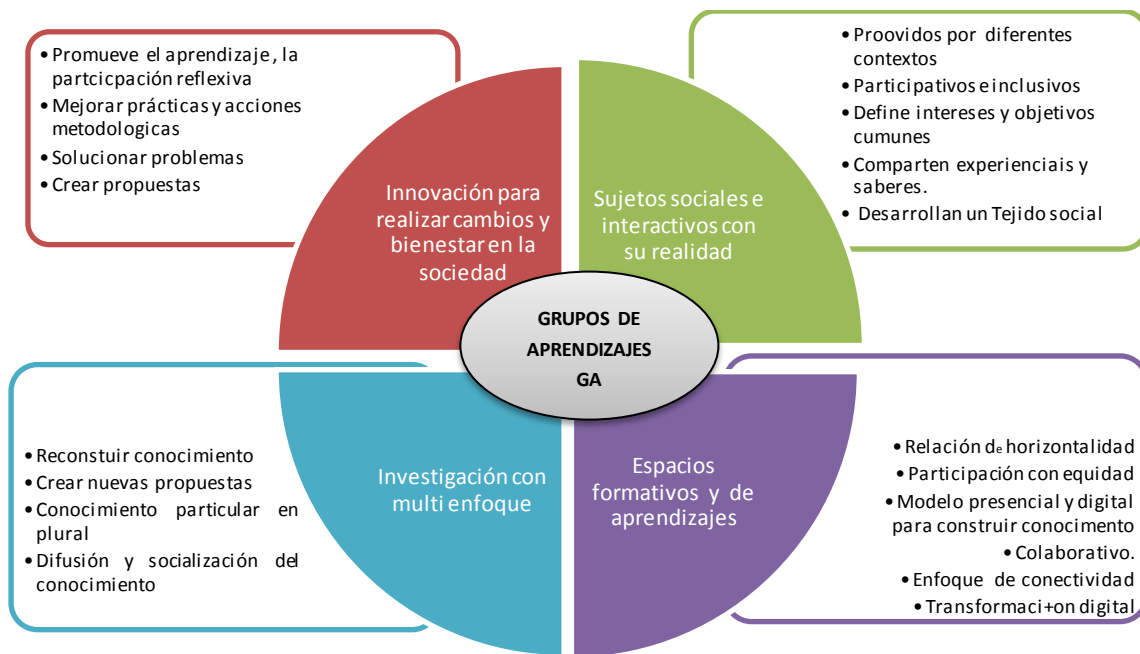 • Promueve el aprendizaje, la
partcicpación reflexiva
• Mejorar prácticas y acciones
metodologicas
• Solucionar problemas
• Crear propuestas
• Proovidos por diferentes
contextos
• Participativos e inclusivos
• Define intereses y objetivos
cumunes
• Comparten experienciais y
saberes.
• Desarrollan un Tejido social
Innovación para
realizar cambios y
bienestar en la
sociedad
Sujetos sociales e
interactivos con
su realidad
GRUPOS DE
APRENDIZAJES
GA
• Reconstuir conocimiento
• Crear nuevas propuestas
• Conocimiento particular en
plural
• Difusión y socialización del
conocimiento
Investigación con
multi enfoque
Espacios
formativos y de
aprendizajes
• Relación de horizontalidad
• Participación con equidad
• Modelo presencial y digital
para construir conocimento
• Colaborativo.
• Enfoque de conectividad
• Transformaci+on digital